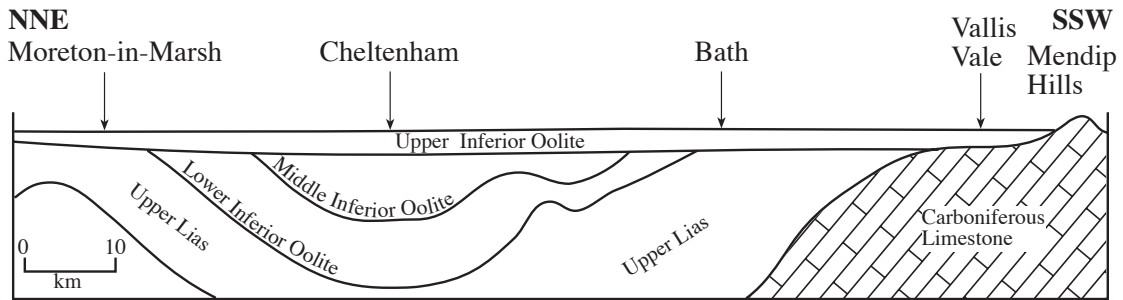 NNE
SSW
Moreton-in-Marsh
Cheltenham
Bath
Vallis
Vale
Mendip
Hills
Upper Inferior Oolite
Middle Inferior Oolite
Lower Inferior Oolite
Upper Lias
Upper Lias
Carboniferous
Limestone
0 10
km